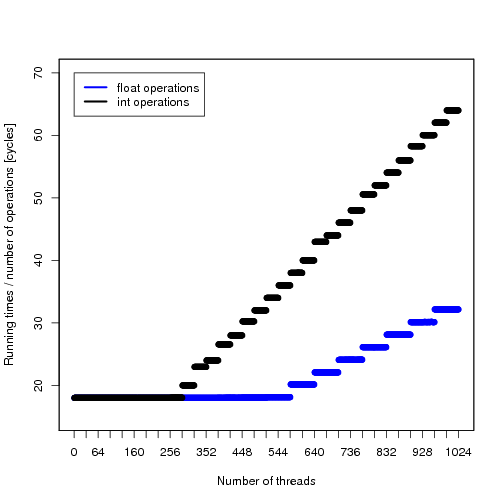 70
60
50
40
30
20
Running times / number of operations [cycles]
float operations
int operations
0 64 160 256 352 448 544 640 736 832 928 1024
Number of threads